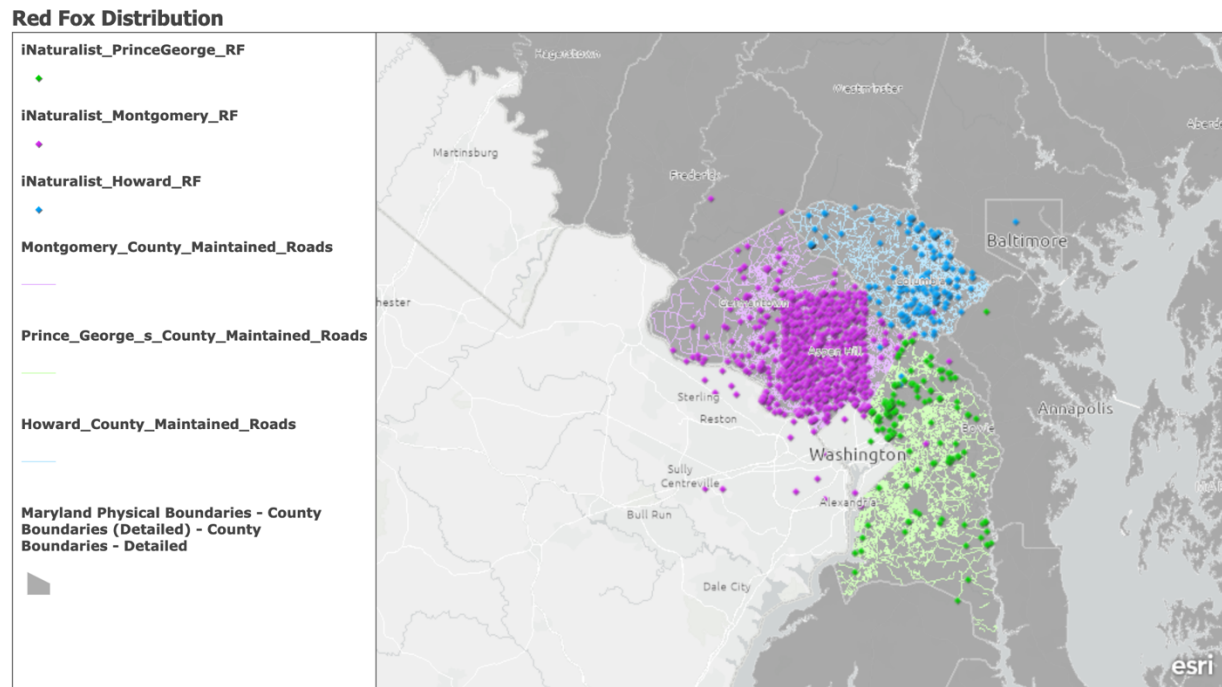 Red Fox Distribution
iNaturalist_PrinceGeorge_RF
iNaturalist_Montgomery_RF
iNaturalist_Howard_RF
Montgomery_County_Maintained_Roads
Prince_George_s_County_Maintained_Roads
Howard_County_Maintained_Roads
Maryland Physical Boundaries - County
Boundaries (Detailed) - County
Boundaries - Detailed
Hagerstown
Westminster
Martinsburg
Frederick
Baltimore
hester
Germantown
Columbia
Aspen Hill
Sterling
Reston
Annapolis
Bowie
Washington
Sully
Centreville
Alexandria
Bull Run
Dale City
esri